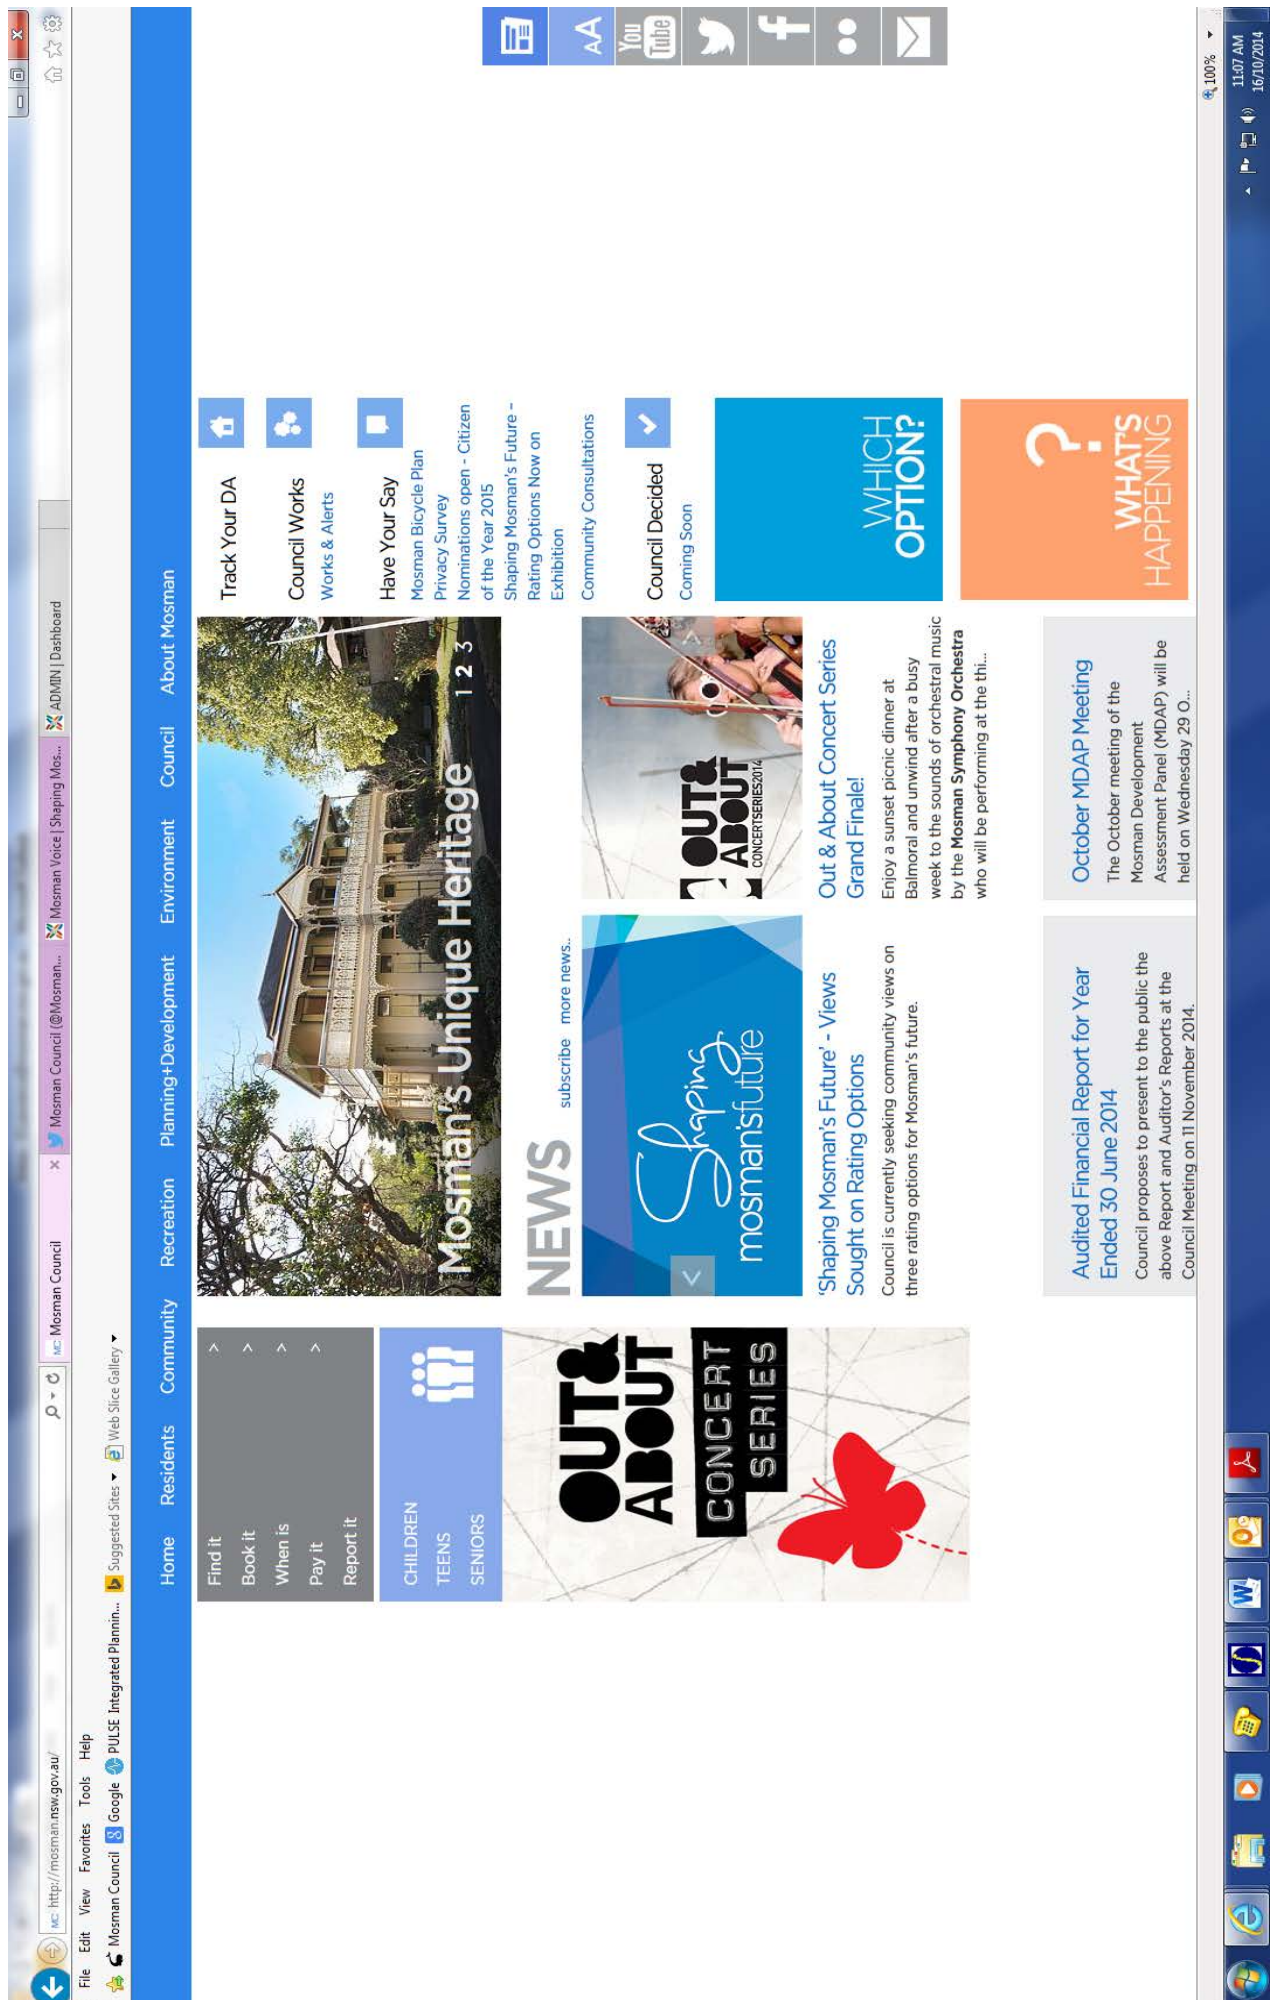 http://mosman.nsw.gov.au/
MC Mosman Council
Mosman Council (@Mosman...
Mosman Voice | Shaping Mos...
ADMIN | Dashboard
File Edit View Favorites Tools Help
Mosman Council Google PULSE Integrated Plannin... Suggested Sites Web Slice Gallery
Home Residents Community Recreation Planning+Development Environment Council About Mosman
Find it >
Book it >
When is >
Pay it >
Report it
CHILDREN
TEENS
SENIORS
OUT&
ABOUT
CONCERT
SERIES
Mosman's Unique Heritage 1 2 3
NEWS subscribe more news..
Shaping
mosman'sfuture
'Shaping Mosman's Future' - Views
Sought on Rating Options
Council is currently seeking community views on
three rating options for Mosman's future.
OUT&
ABOUT
CONCERTSERIES2014
Out & About Concert Series
Grand Finale!
Enjoy a sunset picnic dinner at
Balmoral and unwind after a busy
week to the sounds of orchestral music
by the Mosman Symphony Orchestra
who will be performing at the thi...
Audited Financial Report for Year
Ended 30 June 2014
Council proposes to present to the public the
above Report and Auditor's Reports at the
Council Meeting on 11 November 2014.
October MDAP Meeting
The October meeting of the
Mosman Development
Assessment Panel (MDAP) will be
held on Wednesday 29 O...
Track Your DA
Council Works
Works & Alerts
Have Your Say
Mosman Bicycle Plan
Privacy Survey
Nominations open - Citizen
of the Year 2015
Shaping Mosman's Future -
Rating Options Now on
Exhibition
Community Consultations
Council Decided
Coming Soon
WHICH
OPTION?
?
WHAT'S
HAPPENING
AA
You
Tube
100%
11:07 AM
16/10/2014